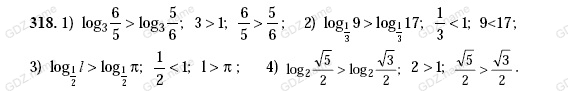 318. 1) log₃ 6/5 > log₃ 5/6; 3 > 1; 6/5 > 5/6; 2) log_{1/3} 9 > log_{1/3} 17; 1/3 < 1; 9<17;
3) log_{1/2} l > log_{1/2} π; 1/2 < 1; l > π; 4) log₂ √5/2 > log₂ √3/2; 2 > 1; √5/2 > √3/2.